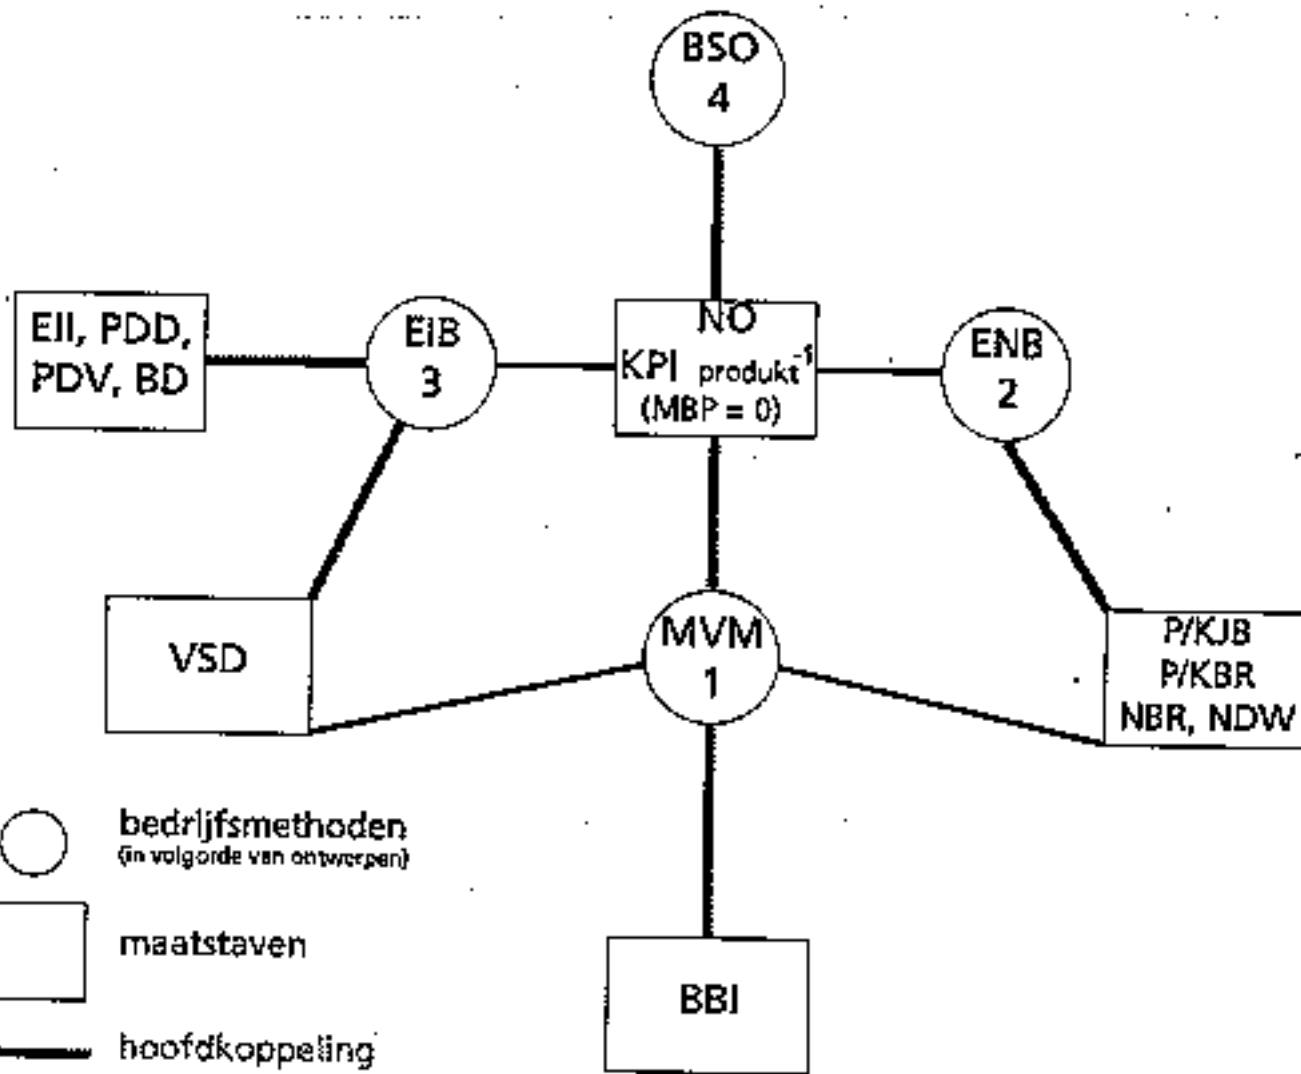 BSO
4
EII, PDD,
PDV, BD
EIB
3
NO
KPI produkt⁻¹
(MBP = 0)
ENB
2
VSD
MVM
1
P/KJB
P/KBR
NBR, NDW
BBI
bedrijfsmethoden
(in volgorde van ontwerpen)
maatstaven
hoofdkoppeling